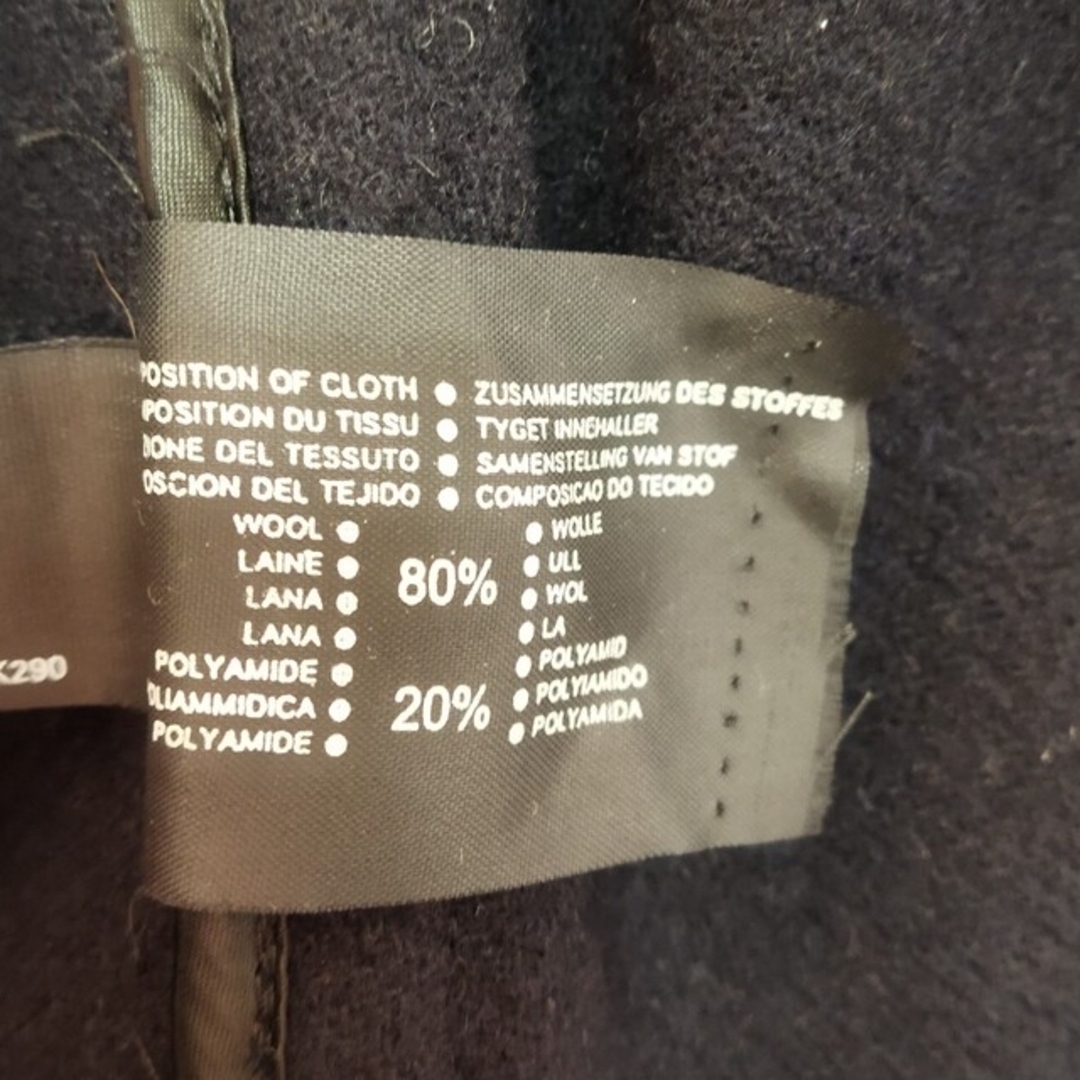 POSITION OF CLOTH ● ZUSAMMENSETZUNG DES STOFFES
POSITION DU TISSU ● TYGET INNEHALLER
IONE DEL TESSUTO ● SAMENSTELLING VAN STOF
OSCION DEL TEJIDO ● COMPOSICAO DO TECIDO
WOOL ● ● WOLLE
LAINE ● ● ULL
80%
LANA ● ● WOL
LANA ● ● LA
POLYAMIDE ● ● POLYAMID
LIAMMIDICA ● 20% ● POLYIAMIDO
POLYAMIDE ● ● POLYAMIDA
K290